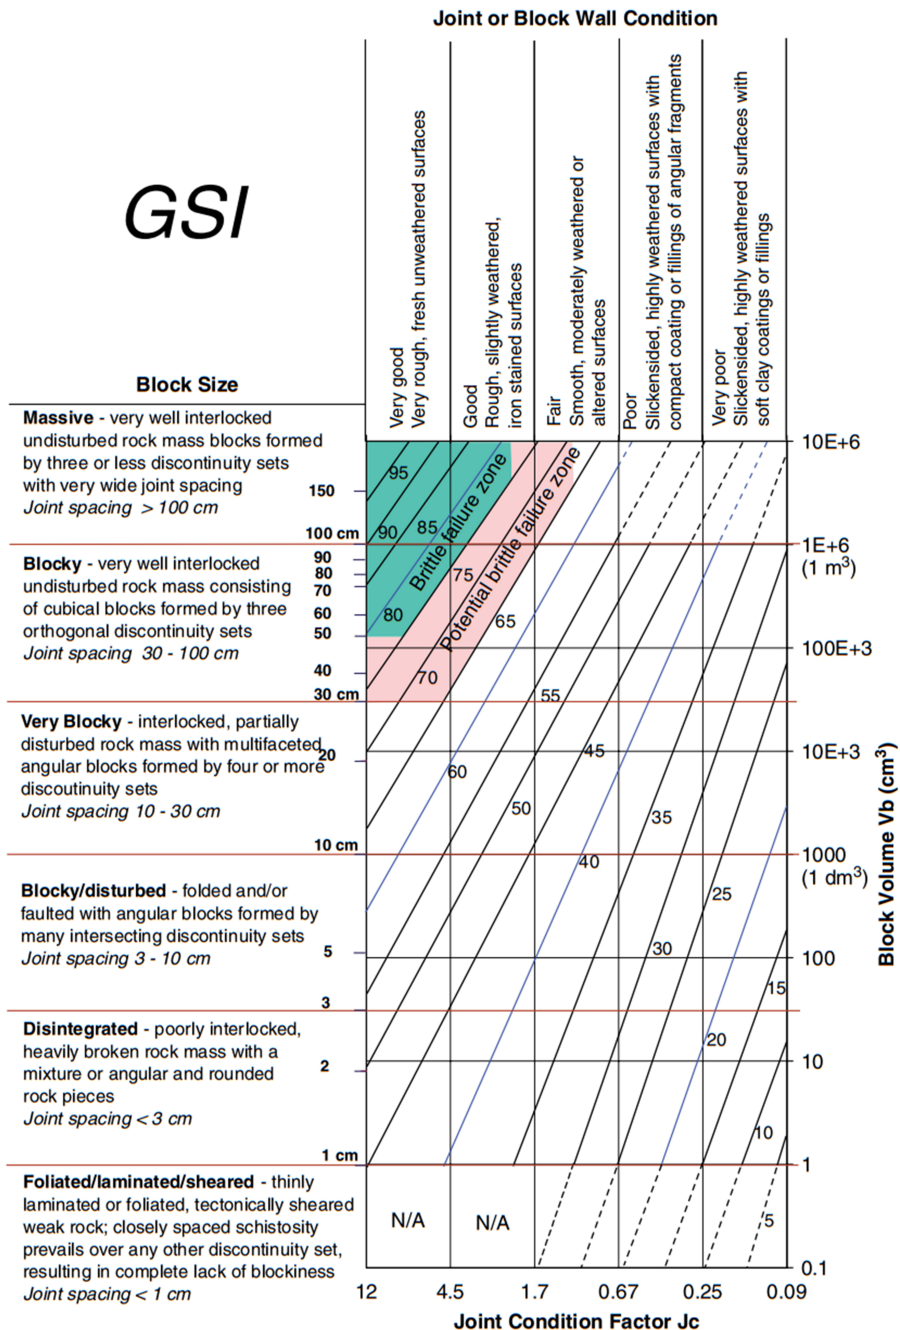 Joint or Block Wall Condition
GSI
Very good
Very rough, fresh unweathered surfaces
Good
Rough, slightly weathered,
iron stained surfaces
Fair
Smooth, moderately weathered or
altered surfaces
Poor
Slickensided, highly weathered surfaces with
compact coating or fillings of angular fragments
Very poor
Slickensided, highly weathered surfaces with
soft clay coatings or fillings
Block Size
Massive - very well interlocked
undisturbed rock mass blocks formed
by three or less discontinuity sets
with very wide joint spacing
Joint spacing > 100 cm
Blocky - very well interlocked
undisturbed rock mass consisting
of cubical blocks formed by three
orthogonal discontinuity sets
Joint spacing 30 - 100 cm
Very Blocky - interlocked, partially
disturbed rock mass with multifaceted
angular blocks formed by four or more
discoutinuity sets
Joint spacing 10 - 30 cm
Blocky/disturbed - folded and/or
faulted with angular blocks formed by
many intersecting discontinuity sets
Joint spacing 3 - 10 cm
Disintegrated - poorly interlocked,
heavily broken rock mass with a
mixture or angular and rounded
rock pieces
Joint spacing < 3 cm
Foliated/laminated/sheared - thinly
laminated or foliated, tectonically sheared
weak rock; closely spaced schistosity
prevails over any other discontinuity set,
resulting in complete lack of blockiness
Joint spacing < 1 cm
150
100 cm
90
80
70
60
50
40
30 cm
20
10 cm
5
3
2
1 cm
95
90
85
80
Brittle failure zone
75
Potential brittle failure zone
70
65
60
55
50
45
40
35
30
25
20
15
10
5
N/A
N/A
10E+6
1E+6
(1 m³)
100E+3
10E+3
1000
(1 dm³)
100
10
1
0.1
Block Volume Vb (cm³)
12
4.5
1.7
0.67
0.25
0.09
Joint Condition Factor Jc